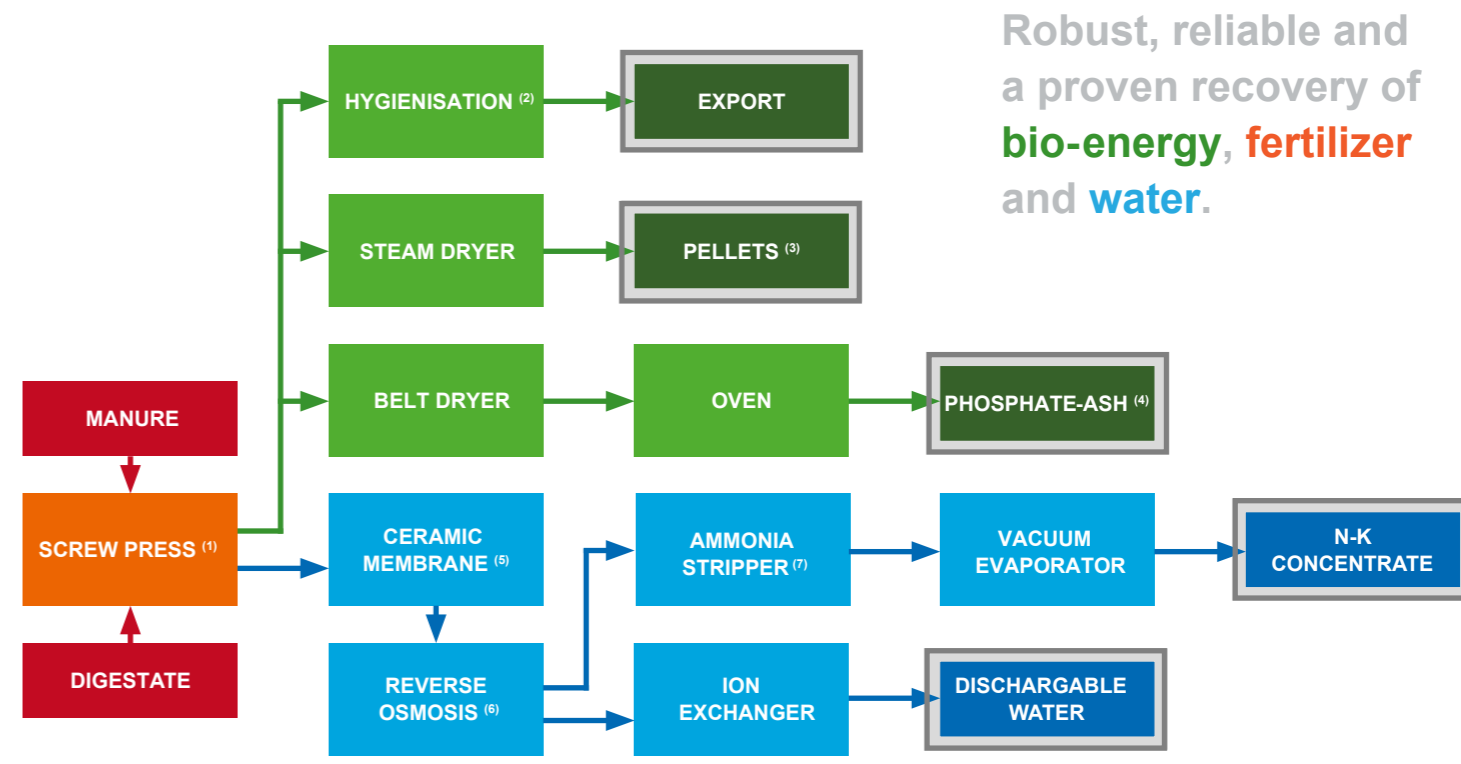 Robust, reliable and
a proven recovery of
bio-energy, fertilizer
and water.
HYGIENISATION (2)
EXPORT
STEAM DRYER
PELLETS (3)
MANURE
BELT DRYER
OVEN
PHOSPHATE-ASH (4)
SCREW PRESS (1)
CERAMIC
MEMBRANE (5)
AMMONIA
STRIPPER (7)
VACUUM
EVAPORATOR
N-K
CONCENTRATE
DIGESTATE
REVERSE
OSMOSIS (6)
ION
EXCHANGER
DISCHARGABLE
WATER